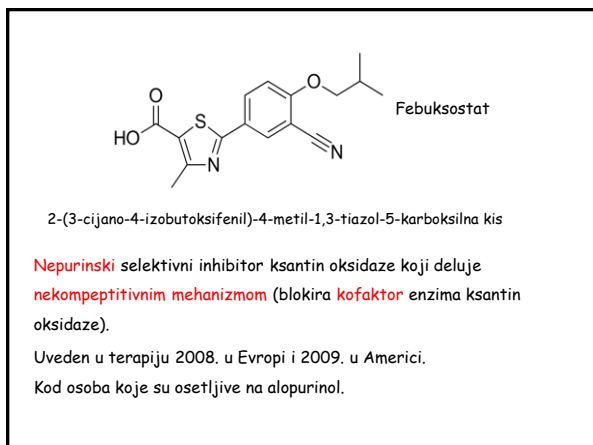 O
O
S
Febuksostat
HO
N
N
2-(3-cijano-4-izobutoksifenil)-4-metil-1,3-tiazol-5-karboksilna kis
Nepurinski selektivni inhibitor ksantin oksidaze koji deluje
nekompeptitivnim mehanizmom (blokira kofaktor enzima ksantin
oksidaze).
Uveden u terapiju 2008. u Evropi i 2009. u Americi.
Kod osoba koje su osetljive na alopurinol.